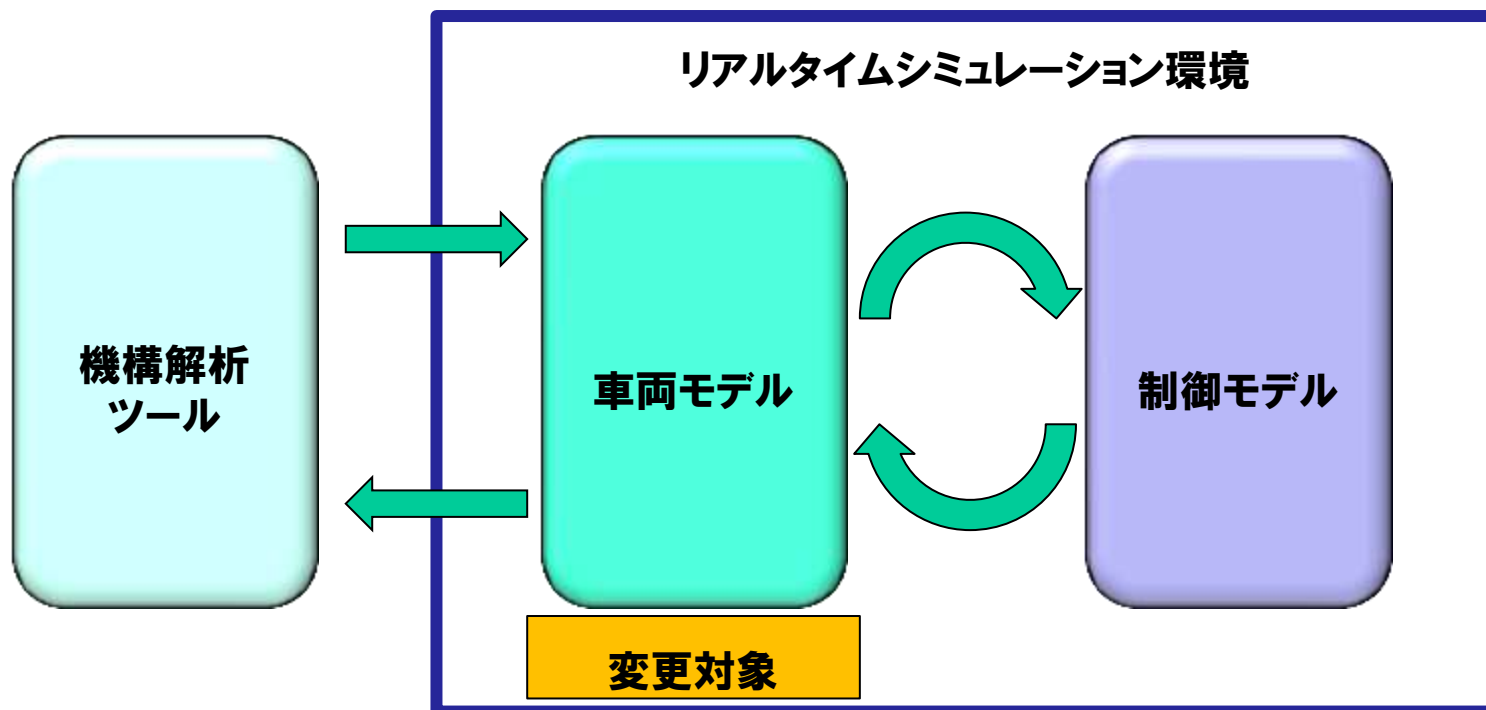 リアルタイムシミュレーション環境
機構解析
ツール
車両モデル
制御モデル
変更対象